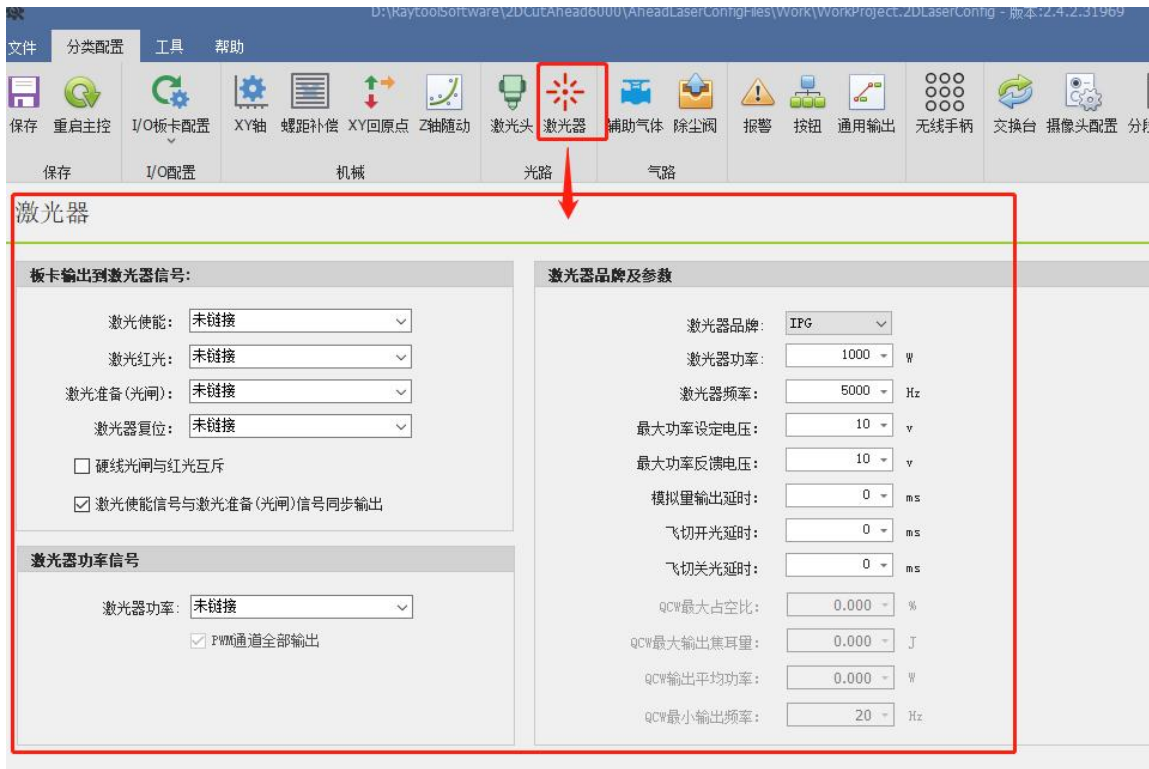 D:\RaytoolSoftware\2DCutAhead6000\AheadLaserConfigFiles\Work\WorkProject.2DLaserConfig - 版本:2.4.2.31969
文件 分类配置 工具 帮助
保存 重启主控 I/O板卡配置 XY轴 螺距补偿 XY回原点 Z轴随动 激光头 激光器 辅助气体 除尘阀 报警 按钮 通用输出 无线手柄 交换台 摄像头配置
保存 I/O配置 机械 光路 气路
激光器
板卡输出到激光器信号:
激光使能: 未链接
激光红光: 未链接
激光准备(光闸): 未链接
激光器复位: 未链接
硬线光闸与红光互斥
激光使能信号与激光准备(光闸)信号同步输出
激光器功率信号
激光器功率: 未链接
PWM通道全部输出
激光器品牌及参数
激光器品牌: IPG
激光器功率: 1000 W
激光器频率: 5000 Hz
最大功率设定电压: 10 v
最大功率反馈电压: 10 v
模拟量输出延时: 0 ms
飞切开光延时: 0 ms
飞切关光延时: 0 ms
QCW最大占空比: 0.000 %
QCW最大输出焦耳量: 0.000 J
QCW输出平均功率: 0.000 W
QCW最小输出频率: 20 Hz